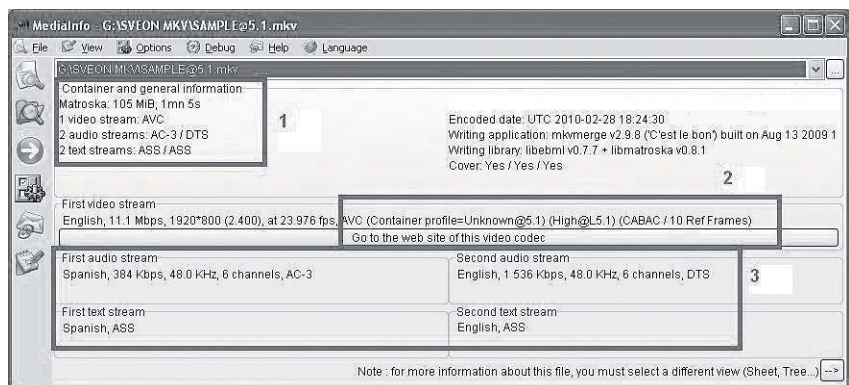 MediaInfo - G:\SVEON MKV\SAMPLE@5.1.mkv
File View Options Debug Help Language
G:\SVEON MKV\SAMPLE@5.1.mkv
Container and general information
Matroska: 105 MiB, 1mn 5s
1 video stream: AVC
2 audio streams: AC-3 / DTS
2 text streams: ASS / ASS
1
Encoded date: UTC 2010-02-28 18:24:30
Writing application: mkvmerge v2.9.8 ('C'est le bon') built on Aug 13 2009 1
Writing library: libebml v0.7.7 + libmatroska v0.8.1
Cover: Yes / Yes / Yes
2
First video stream
English, 11.1 Mbps, 1920*800 (2.400), at 23.976 fps, AVC (Container profile=Unknown@5.1) (High@L5.1) (CABAC / 10 Ref Frames)
Go to the web site of this video codec
First audio stream
Spanish, 384 Kbps, 48.0 KHz, 6 channels, AC-3
Second audio stream
English, 1 536 Kbps, 48.0 KHz, 6 channels, DTS
3
First text stream
Spanish, ASS
Second text stream
English, ASS
Note : for more information about this file, you must select a different view (Sheet, Tree...) -->